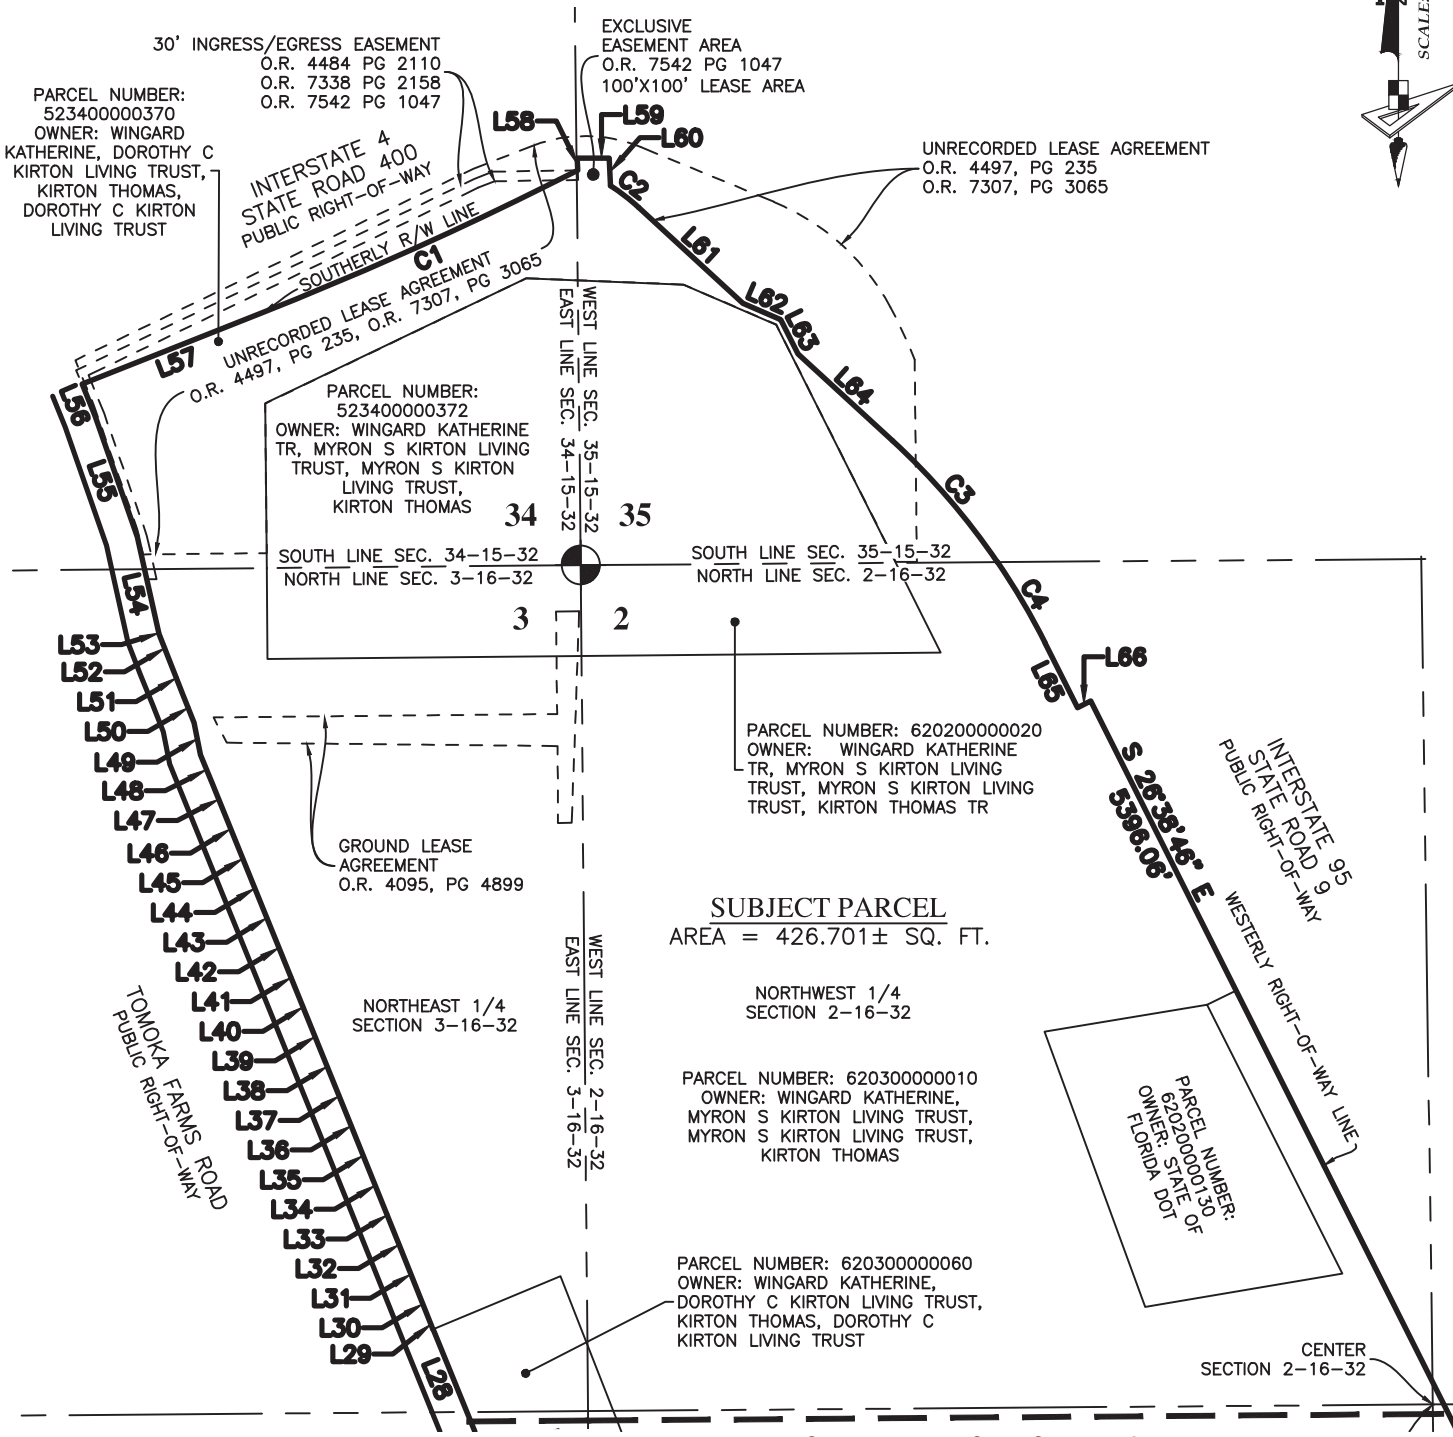 30' INGRESS/EGRESS EASEMENT
O.R. 4484 PG 2110
O.R. 7338 PG 2158
O.R. 7542 PG 1047
EXCLUSIVE
EASEMENT AREA
O.R. 7542 PG 1047
100'X100' LEASE AREA
SCALE:
PARCEL NUMBER:
523400000370
OWNER: WINGARD
KATHERINE, DOROTHY C
KIRTON LIVING TRUST,
KIRTON THOMAS,
DOROTHY C KIRTON
LIVING TRUST
INTERSTATE 4
STATE ROAD 400
PUBLIC RIGHT-OF-WAY
L58
L59
L60
UNRECORDED LEASE AGREEMENT
O.R. 4497, PG 235
O.R. 7307, PG 3065
SOUTHERLY R/W LINE
C1
C2
UNRECORDED LEASE AGREEMENT
O.R. 4497, PG 235, O.R. 7307, PG 3065
L61
L62
L63
L64
L57
L56
L55
L54
WEST LINE SEC. 35-15-32
EAST LINE SEC. 34-15-32
PARCEL NUMBER:
523400000372
OWNER: WINGARD KATHERINE
TR, MYRON S KIRTON LIVING
TRUST, MYRON S KIRTON
LIVING TRUST,
KIRTON THOMAS
34
35
C3
SOUTH LINE SEC. 34-15-32
NORTH LINE SEC. 3-16-32
SOUTH LINE SEC. 35-15-32
NORTH LINE SEC. 2-16-32
3
2
C4
L65
L66
L53
L52
L51
L50
L49
L48
L47
L46
L45
L44
L43
L42
L41
L40
L39
L38
L37
L36
L35
L34
L33
L32
L31
L30
L29
L28
PARCEL NUMBER: 620200000020
OWNER: WINGARD KATHERINE
TR, MYRON S KIRTON LIVING
TRUST, MYRON S KIRTON LIVING
TRUST, KIRTON THOMAS TR
S 26°38'46" E
5396.06'
INTERSTATE 95
STATE ROAD 9
PUBLIC RIGHT-OF-WAY
GROUND LEASE
AGREEMENT
O.R. 4095, PG 4899
SUBJECT PARCEL
AREA = 426.701± SQ. FT.
WESTERLY RIGHT-OF-WAY LINE
WEST LINE SEC. 2-16-32
EAST LINE SEC. 3-16-32
NORTHEAST 1/4
SECTION 3-16-32
NORTHWEST 1/4
SECTION 2-16-32
TOMOKA FARMS ROAD
PUBLIC RIGHT-OF-WAY
PARCEL NUMBER: 620300000010
OWNER: WINGARD KATHERINE,
MYRON S KIRTON LIVING TRUST,
MYRON S KIRTON LIVING TRUST,
KIRTON THOMAS
PARCEL NUMBER:
620200000130
OWNER: STATE OF
FLORIDA DOT
PARCEL NUMBER: 620300000060
OWNER: WINGARD KATHERINE,
DOROTHY C KIRTON LIVING TRUST,
KIRTON THOMAS, DOROTHY C
KIRTON LIVING TRUST
CENTER
SECTION 2-16-32